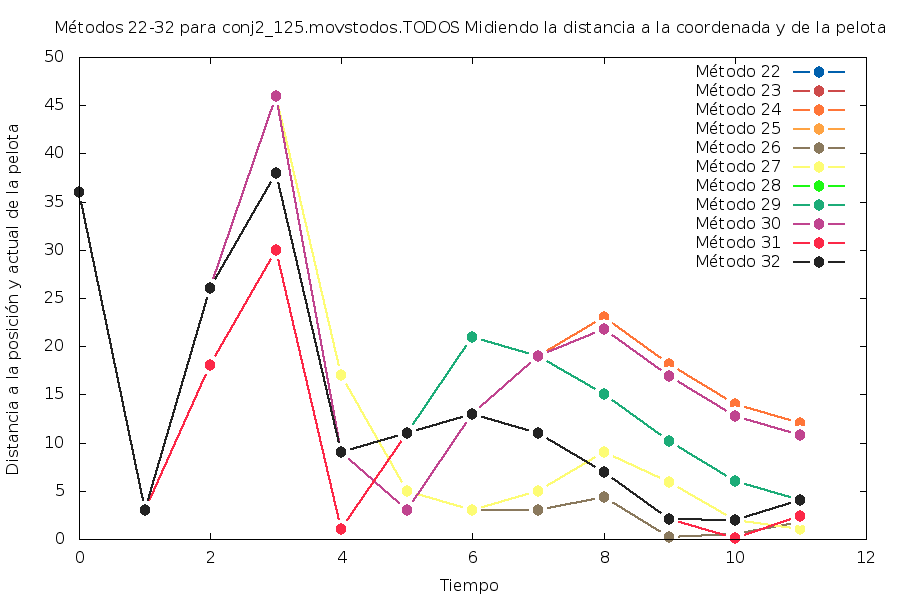 Métodos 22-32 para conj2_125.movstodos.TODOS Midiendo la distancia a la coordenada y de la pelota
Distancia a la posición y actual de la pelota
50
45
40
35
30
25
20
15
10
5
0
Método 22
Método 23
Método 24
Método 25
Método 26
Método 27
Método 28
Método 29
Método 30
Método 31
Método 32
0 2 4 6 8 10 12
Tiempo